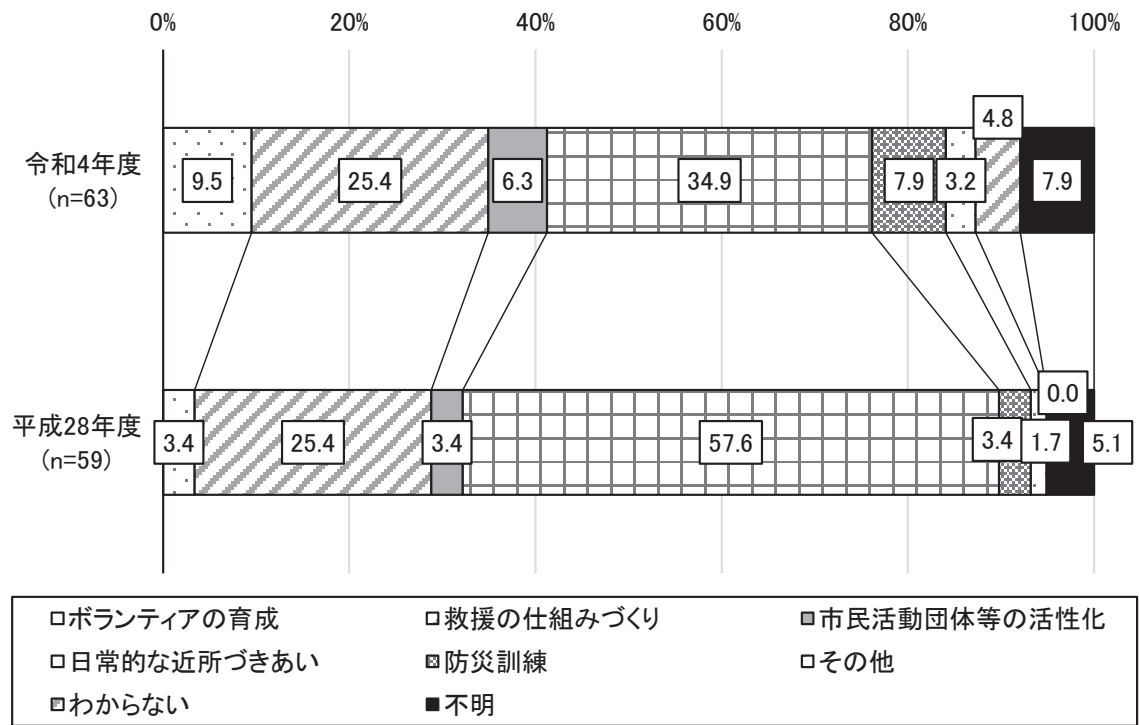 0% 20% 40% 60% 80% 100%
4.8
令和4年度
(n=63)
9.5 25.4 6.3 34.9 7.9 3.2 7.9
0.0
平成28年度
(n=59)
3.4 25.4 3.4 57.6 3.4 1.7 5.1
ボランティアの育成 救援の仕組みづくり 市民活動団体等の活性化
日常的な近所づきあい 防災訓練 その他
わからない 不明